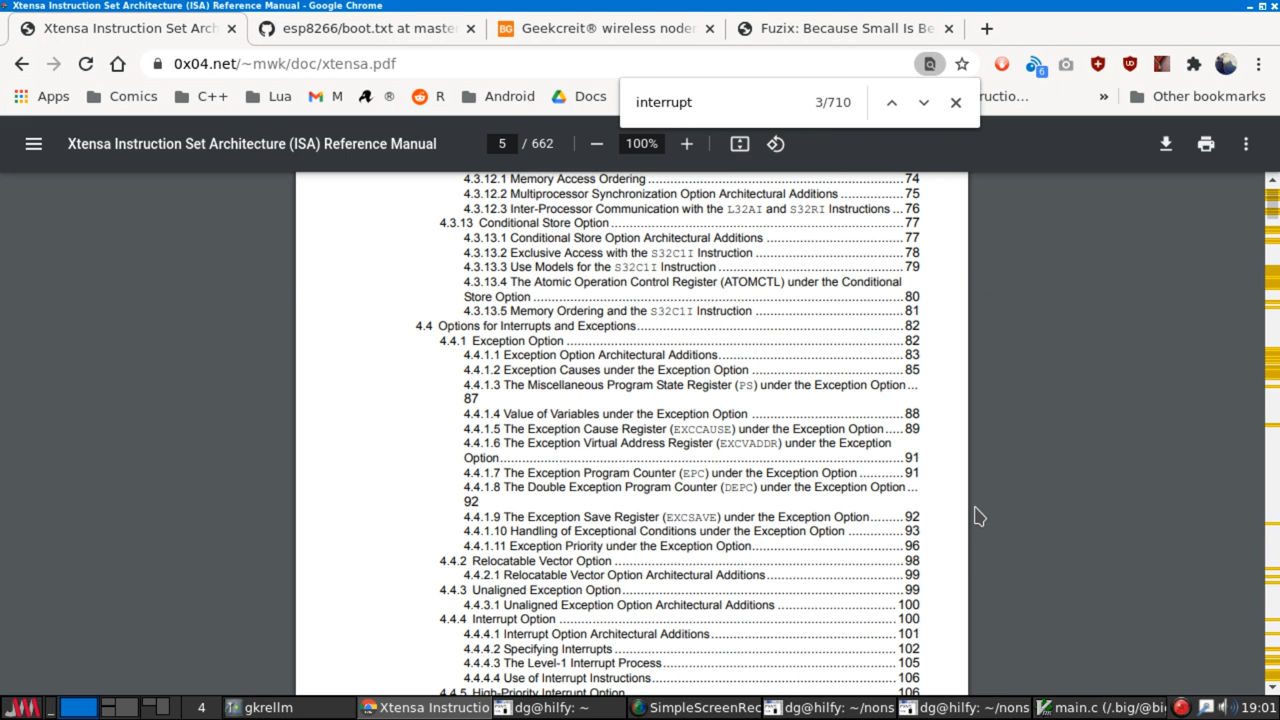 Xtensa Instruction Set Architecture (ISA) Reference Manual - Google Chrome
Xtensa Instruction Set Arch
esp8266/boot.txt at master
BG Geekcreit® wireless noden
Fuzix: Because Small Is Be
0x04.net/~mwk/doc/xtensa.pdf
6
Apps Comics C++ Lua M ® R Android Docs
ructio… » Other bookmarks
interrupt 3/710
Xtensa Instruction Set Architecture (ISA) Reference Manual 5 / 662 100%
4.3.12.1 Memory Access Ordering ........ 74
4.3.12.2 Multiprocessor Synchronization Option Architectural Additions ........ 75
4.3.12.3 Inter-Processor Communication with the L32AI and S32RI Instructions ... 76
4.3.13 Conditional Store Option ........ 77
4.3.13.1 Conditional Store Option Architectural Additions ........ 77
4.3.13.2 Exclusive Access with the S32C1I Instruction ........ 78
4.3.13.3 Use Models for the S32C1I Instruction ........ 79
4.3.13.4 The Atomic Operation Control Register (ATOMCTL) under the Conditional
Store Option ........ 80
4.3.13.5 Memory Ordering and the S32C1I Instruction ........ 81
4.4 Options for Interrupts and Exceptions ........ 82
4.4.1 Exception Option ........ 82
4.4.1.1 Exception Option Architectural Additions ........ 83
4.4.1.2 Exception Causes under the Exception Option ........ 85
4.4.1.3 The Miscellaneous Program State Register (PS) under the Exception Option ...
87
4.4.1.4 Value of Variables under the Exception Option ........ 88
4.4.1.5 The Exception Cause Register (EXCCAUSE) under the Exception Option ..... 89
4.4.1.6 The Exception Virtual Address Register (EXCVADDR) under the Exception
Option ........ 91
4.4.1.7 The Exception Program Counter (EPC) under the Exception Option ........ 91
4.4.1.8 The Double Exception Program Counter (DEPC) under the Exception Option ...
92
4.4.1.9 The Exception Save Register (EXCSAVE) under the Exception Option ........ 92
4.4.1.10 Handling of Exceptional Conditions under the Exception Option ........ 93
4.4.1.11 Exception Priority under the Exception Option ........ 96
4.4.2 Relocatable Vector Option ........ 98
4.4.2.1 Relocatable Vector Option Architectural Additions ........ 99
4.4.3 Unaligned Exception Option ........ 99
4.4.3.1 Unaligned Exception Option Architectural Additions ........ 100
4.4.4 Interrupt Option ........ 100
4.4.4.1 Interrupt Option Architectural Additions ........ 101
4.4.4.2 Specifying Interrupts ........ 102
4.4.4.3 The Level-1 Interrupt Process ........ 105
4.4.4.4 Use of Interrupt Instructions ........ 106
4.4.5 High-Priority Interrupt Option ........ 106
4 gkrellm Xtensa Instructio dg@hilfy: ~ SimpleScreenRec dg@hilfy: ~/nons dg@hilfy: ~/nons main.c (/.big/@big 19:01